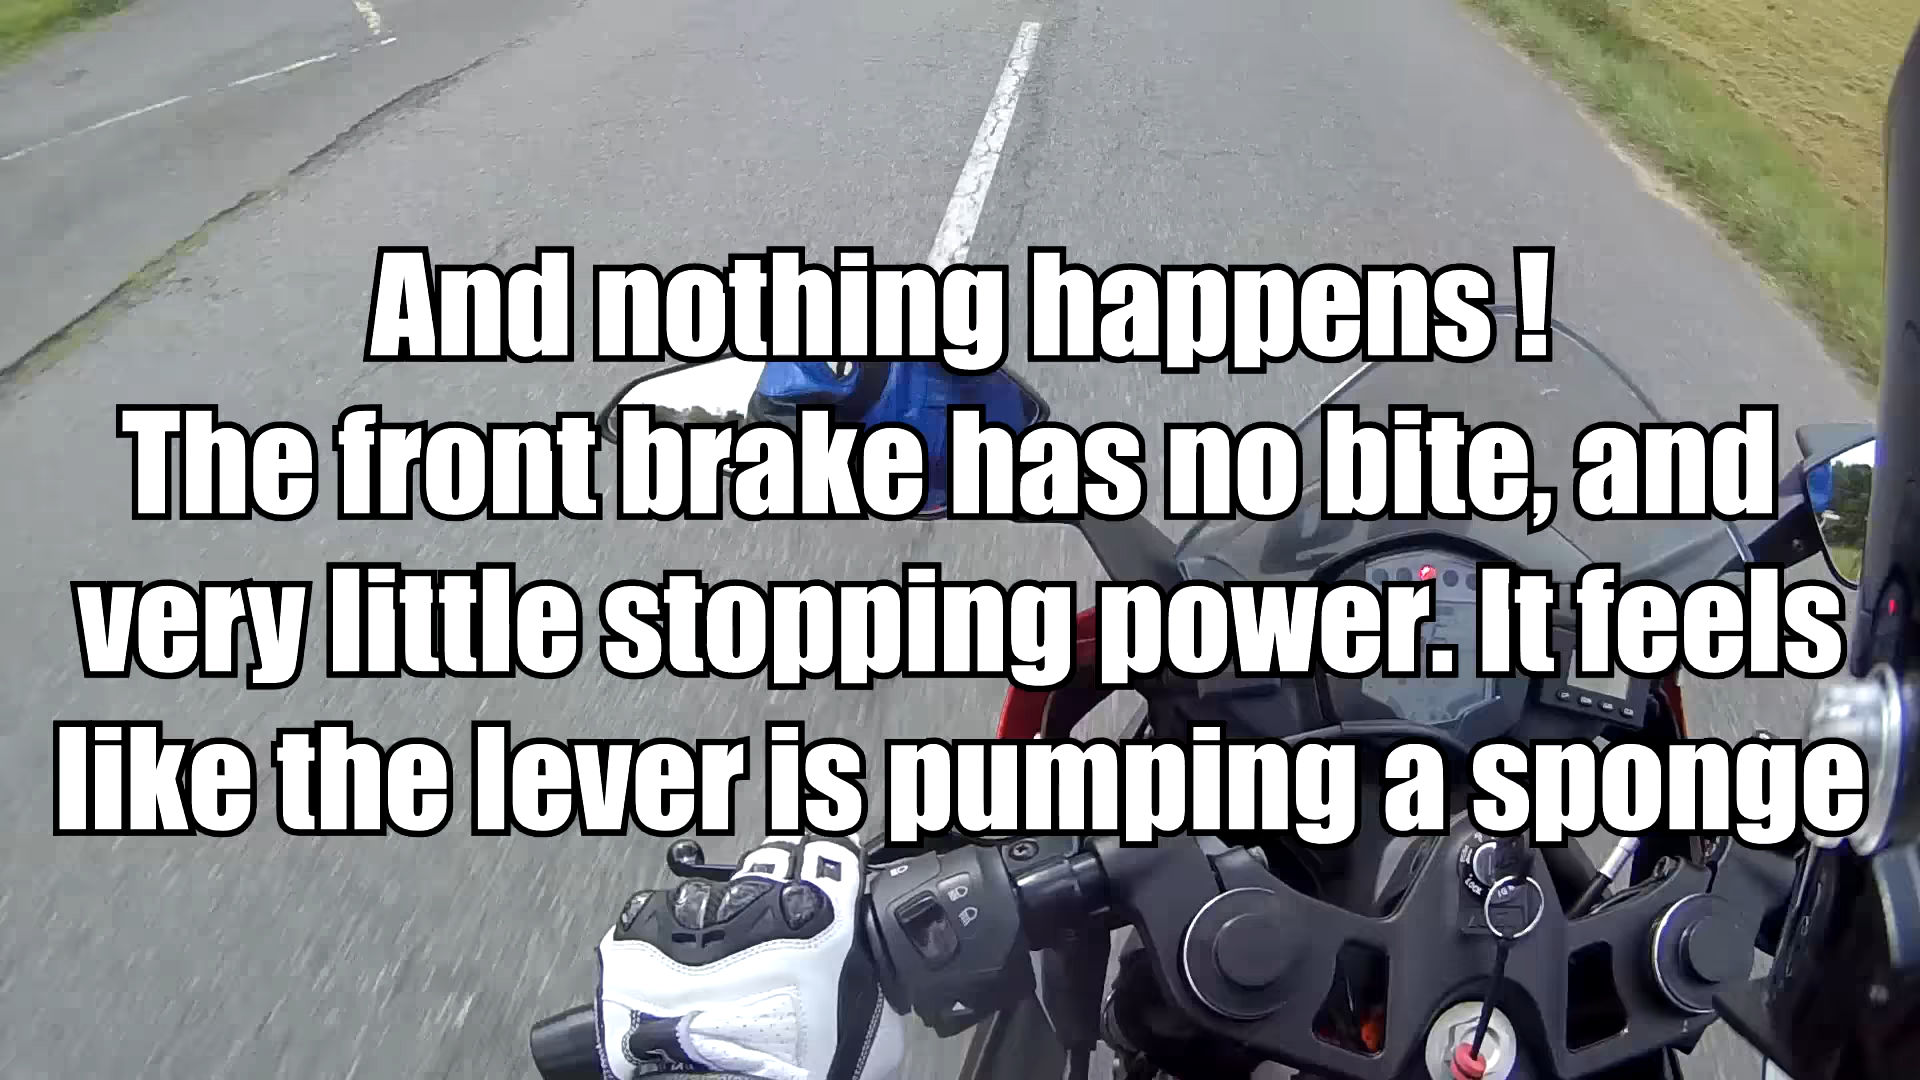 And nothing happens !
The front brake has no bite, and
very little stopping power. It feels
like the lever is pumping a sponge